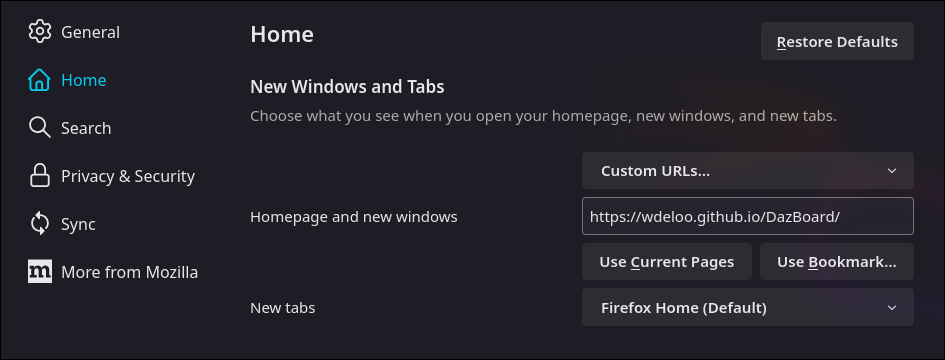 General
Home
Search
Privacy & Security
Sync
m
More from Mozilla
Home
Restore Defaults
New Windows and Tabs
Choose what you see when you open your homepage, new windows, and new tabs.
Custom URLs...
Homepage and new windows
https://wdeloo.github.io/DazBoard/
Use Current Pages
Use Bookmark...
New tabs
Firefox Home (Default)